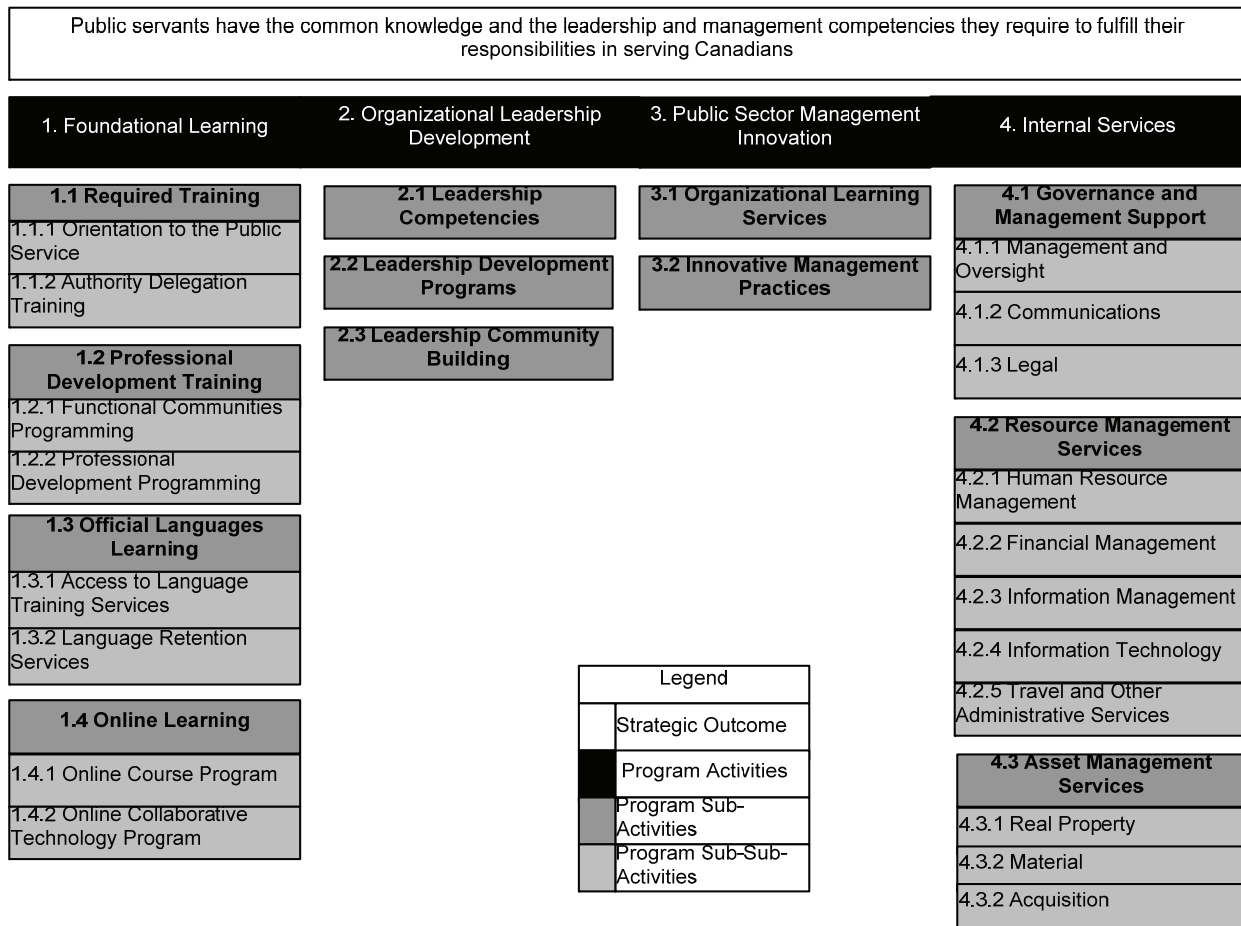 Public servants have the common knowledge and the leadership and management competencies they require to fulfill their
responsibilities in serving Canadians
1. Foundational Learning
2. Organizational Leadership
Development
3. Public Sector Management
Innovation
4. Internal Services
1.1 Required Training
1.1.1 Orientation to the Public
Service
1.1.2 Authority Delegation
Training
1.2 Professional
Development Training
1.2.1 Functional Communities
Programming
1.2.2 Professional
Development Programming
1.3 Official Languages
Learning
1.3.1 Access to Language
Training Services
1.3.2 Language Retention
Services
1.4 Online Learning
1.4.1 Online Course Program
1.4.2 Online Collaborative
Technology Program
2.1 Leadership
Competencies
2.2 Leadership Development
Programs
2.3 Leadership Community
Building
3.1 Organizational Learning
Services
3.2 Innovative Management
Practices
4.1 Governance and
Management Support
4.1.1 Management and
Oversight
4.1.2 Communications
4.1.3 Legal
4.2 Resource Management
Services
4.2.1 Human Resource
Management
4.2.2 Financial Management
4.2.3 Information Management
4.2.4 Information Technology
4.2.5 Travel and Other
Administrative Services
4.3 Asset Management
Services
4.3.1 Real Property
4.3.2 Material
4.3.2 Acquisition
Legend
Strategic Outcome
Program Activities
Program Sub-
Activities
Program Sub-Sub-
Activities